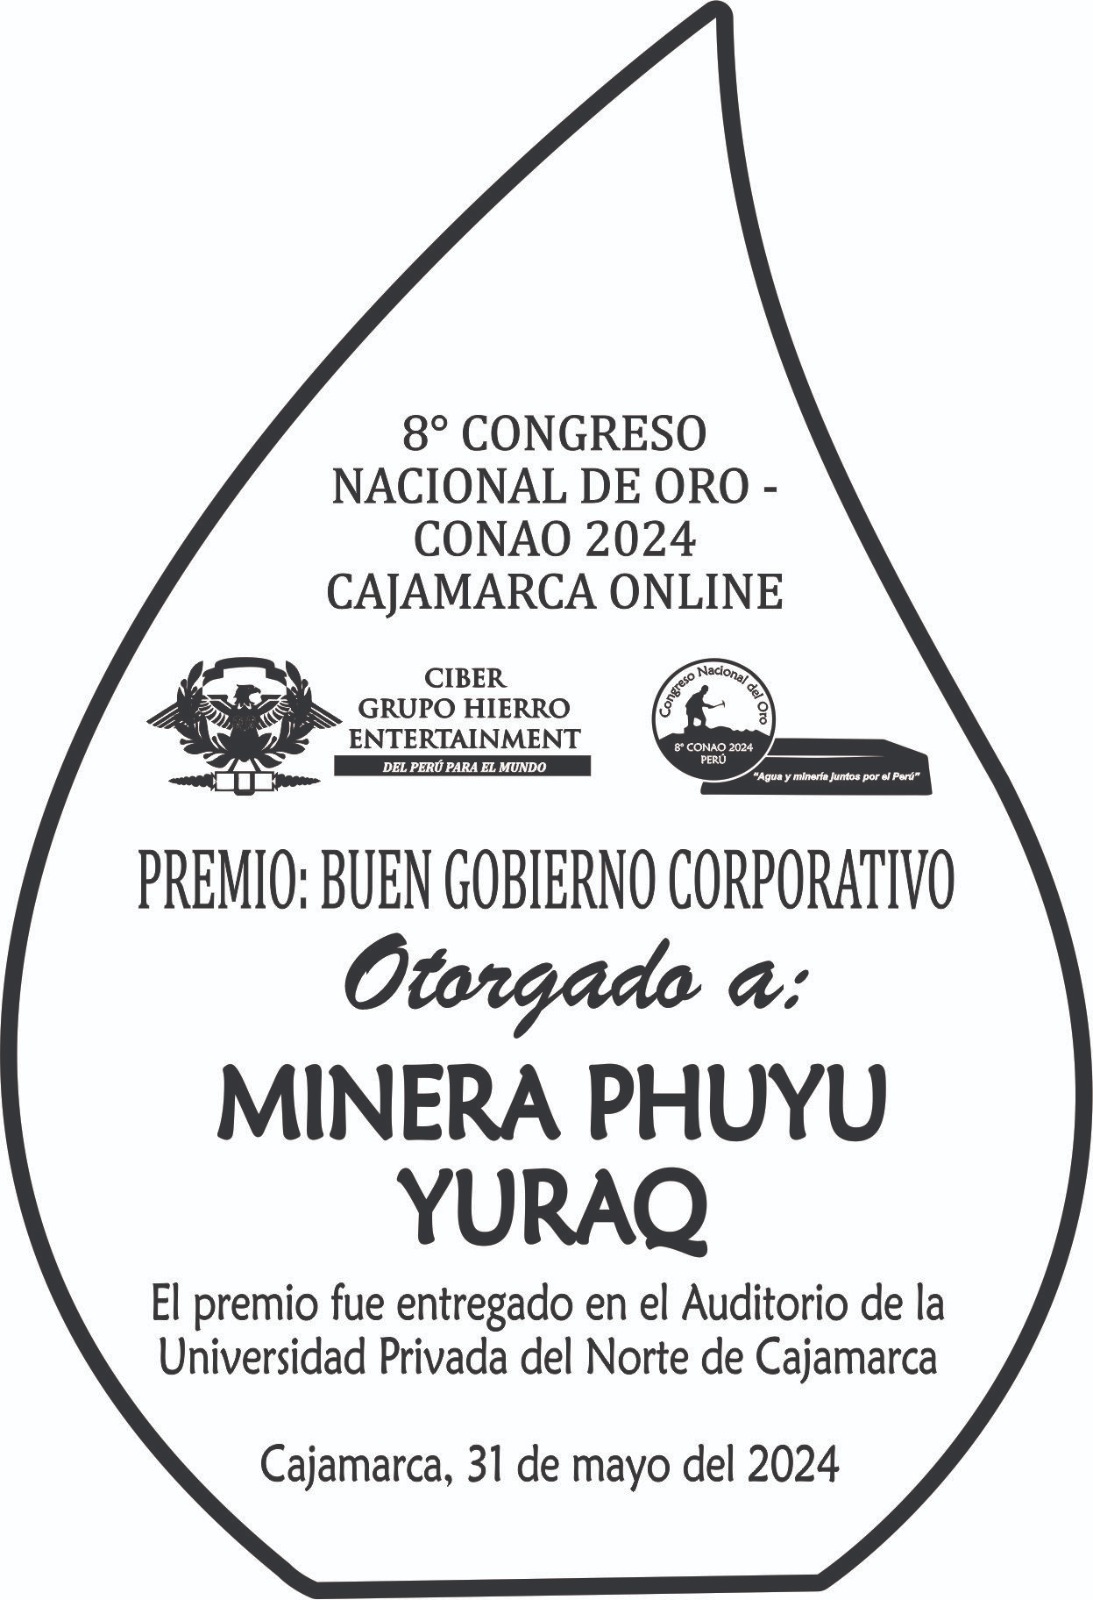 8° CONGRESO
NACIONAL DE ORO -
CONAO 2024
CAJAMARCA ONLINE
CIBER
GRUPO HIERRO
ENTERTAINMENT
DEL PERÚ PARA EL MUNDO
Congreso Nacional del Oro
8° CONAO 2024
PERÚ
"Agua y minería juntos por el Perú"
PREMIO: BUEN GOBIERNO CORPORATIVO
Otorgado a:
MINERA PHUYU
YURAQ
El premio fue entregado en el Auditorio de la
Universidad Privada del Norte de Cajamarca
Cajamarca, 31 de mayo del 2024